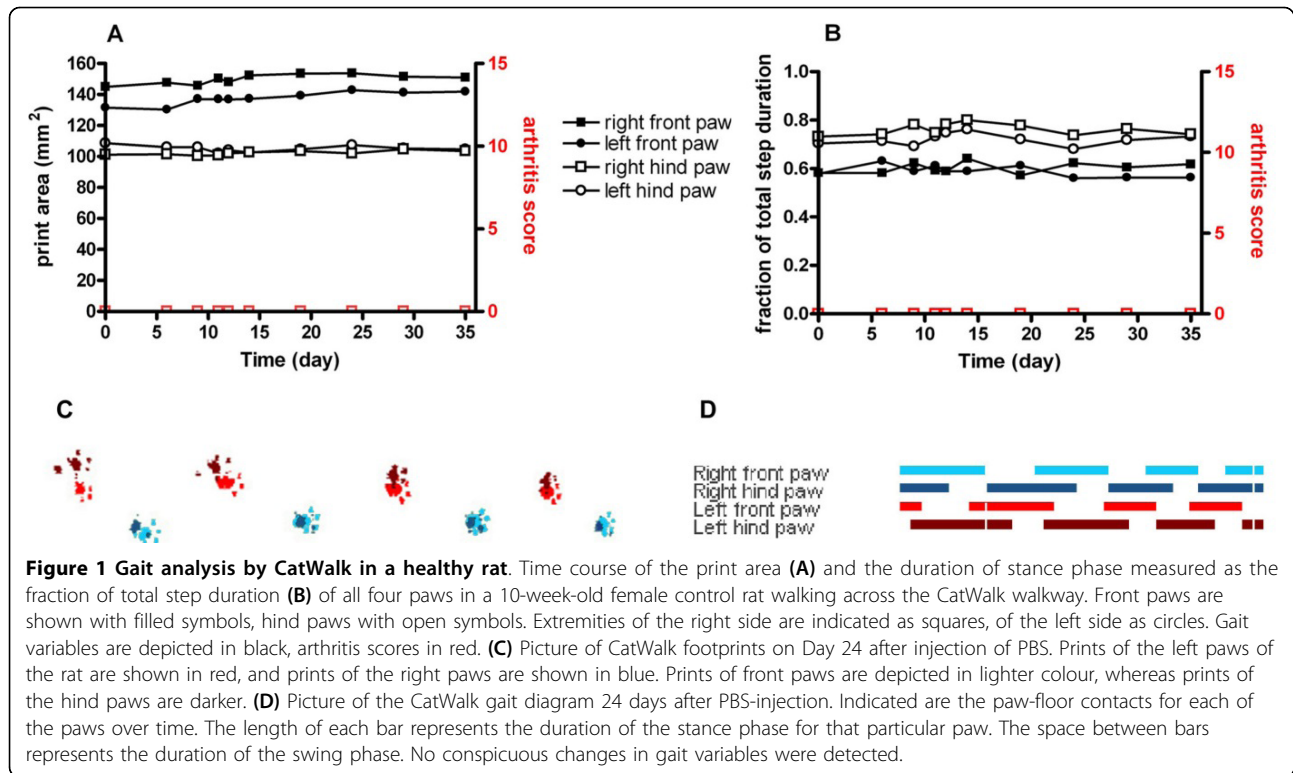 A
B
160
140
120
100
80
60
40
20
0
print area (mm²)
0 5 10 15 20 25 30 35
Time (day)
15
10
5
0
arthritis score
right front paw
left front paw
right hind paw
left hind paw
1.0
0.8
0.6
0.4
0.2
0.0
fraction of total step duration
0 5 10 15 20 25 30 35
Time (day)
15
10
5
0
arthritis score
C
D
Right front paw
Right hind paw
Left front paw
Left hind paw
Figure 1 Gait analysis by CatWalk in a healthy rat. Time course of the print area (A) and the duration of stance phase measured as the
fraction of total step duration (B) of all four paws in a 10-week-old female control rat walking across the CatWalk walkway. Front paws are
shown with filled symbols, hind paws with open symbols. Extremities of the right side are indicated as squares, of the left side as circles. Gait
variables are depicted in black, arthritis scores in red. (C) Picture of CatWalk footprints on Day 24 after injection of PBS. Prints of the left paws of
the rat are shown in red, and prints of the right paws are shown in blue. Prints of front paws are depicted in lighter colour, whereas prints of
the hind paws are darker. (D) Picture of the CatWalk gait diagram 24 days after PBS-injection. Indicated are the paw-floor contacts for each of
the paws over time. The length of each bar represents the duration of the stance phase for that particular paw. The space between bars
represents the duration of the swing phase. No conspicuous changes in gait variables were detected.